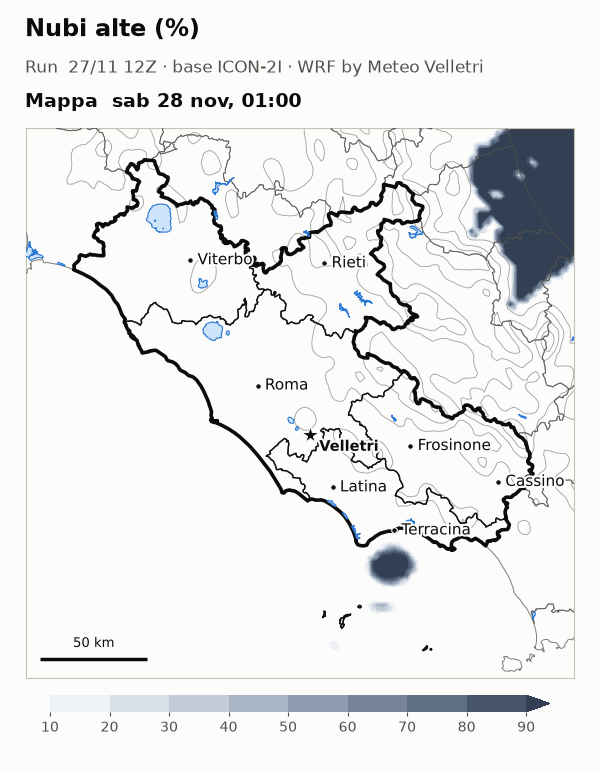 Nubi alte (%)
Run  27/11 12Z · base ICON-2I · WRF by Meteo Velletri
Mappa  sab 28 nov, 01:00
Viterbo
Rieti
Roma
Velletri
Frosinone
Cassino
Latina
Terracina
50 km
10 20 30 40 50 60 70 80 90